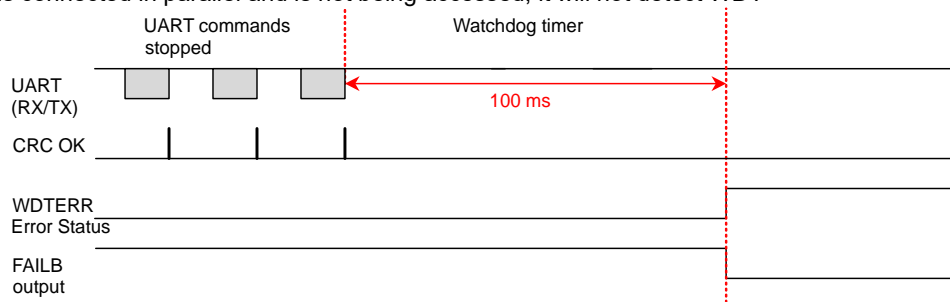 is connected in parallel and is not being accessed, it will not detect WDT.
UART commands
stopped
Watchdog timer
UART
(RX/TX)
100 ms
CRC OK
WDTERR
Error Status
FAILB
output